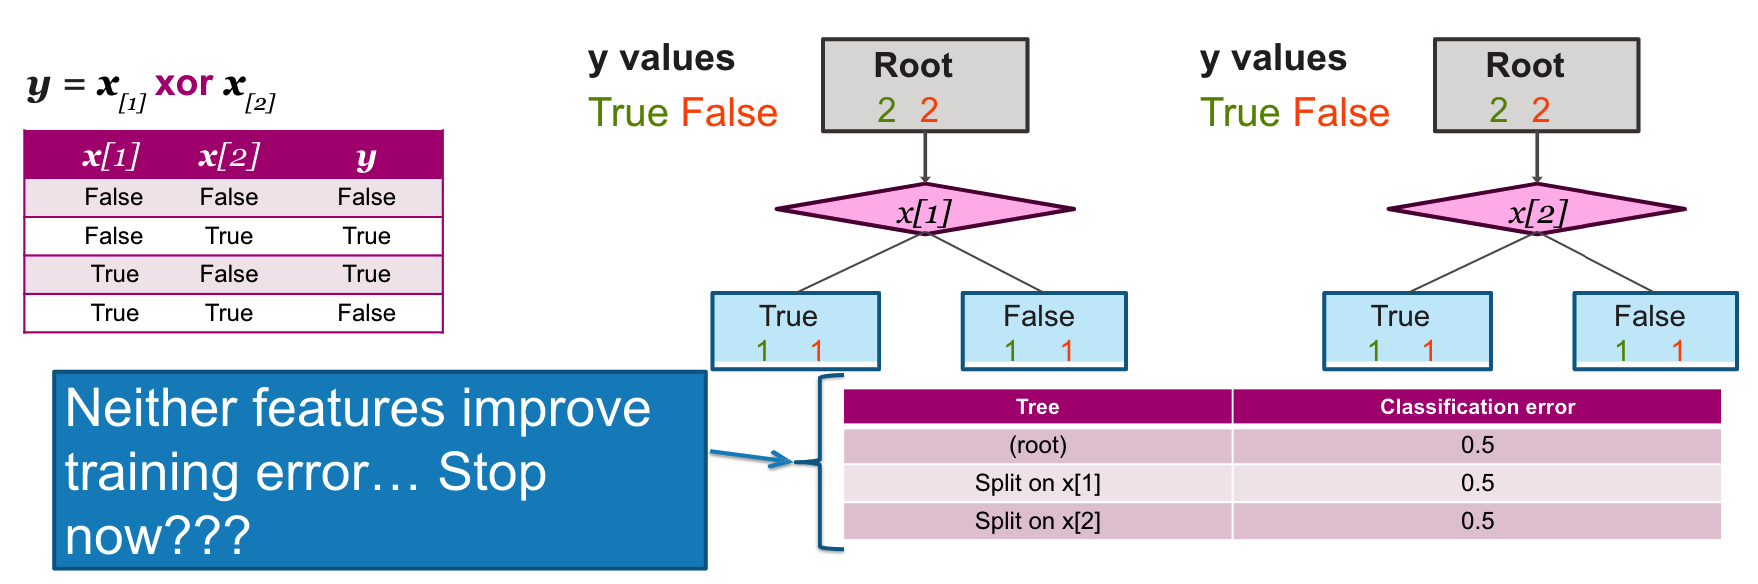 y = x[1] xor x[2]
x[1] x[2] y
False False False
False True True
True False True
True True False
y values
True False
Root
2 2
x[1]
True
1 1
False
1 1
y values
True False
Root
2 2
x[2]
True
1 1
False
1 1
Neither features improve
training error… Stop
now???
Tree Classification error
(root) 0.5
Split on x[1] 0.5
Split on x[2] 0.5